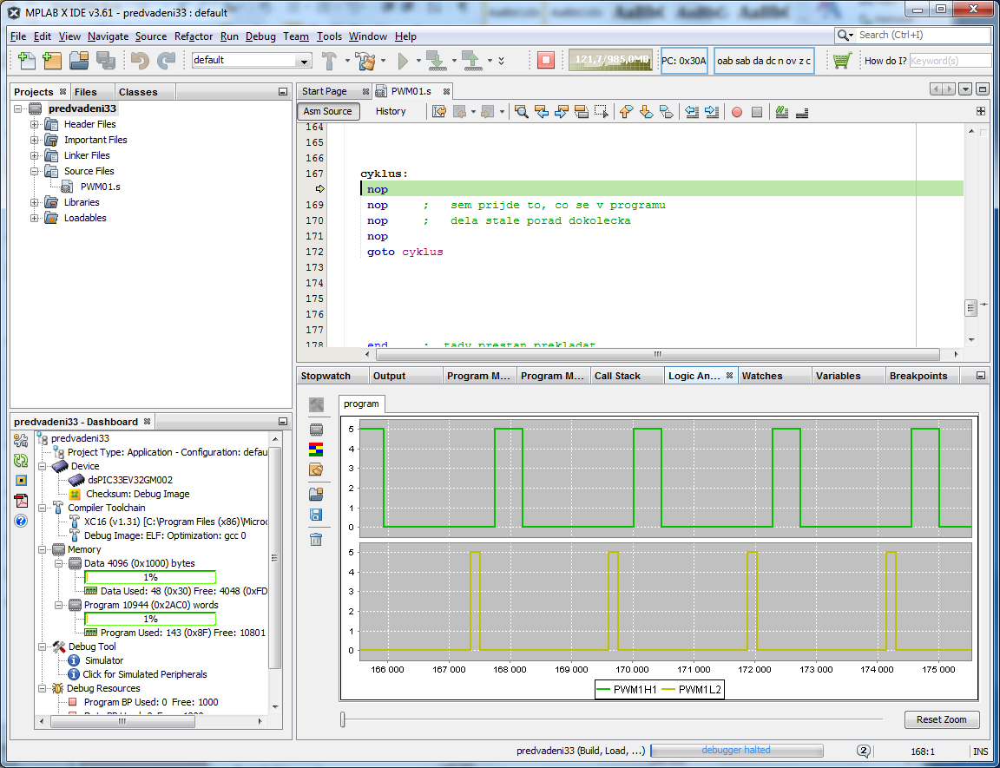 MPLAB X IDE v3.61 - predvadeni33 : default
File Edit View Navigate Source Refactor Run Debug Team Tools Window Help
Search (Ctrl+I)
default
121,7/985,0MB
PC: 0x30A
oab sab da dc n ov z c
How do I?
Keyword(s)
Projects
Files
Classes
predvadeni33
Header Files
Important Files
Linker Files
Source Files
PWM01.s
Libraries
Loadables
Start Page
PWM01.s
Asm Source
History
164
165
166
167 cyklus:
nop
169 nop ; sem prijde to, co se v programu
170 nop ; dela stale porad dokolecka
171 nop
172 goto cyklus
173
174
175
176
177
178 end ; tady prestan prekladat
predvadeni33 - Dashboard
predvadeni33
Project Type: Application - Configuration: defau
Device
dsPIC33EV32GM002
Checksum: Debug Image
Compiler Toolchain
XC16 (v1.31) [C:\Program Files (x86)\Microc
Debug Image: ELF: Optimization: gcc 0
Memory
Data 4096 (0x1000) bytes
1%
Data Used: 48 (0x30) Free: 4048 (0xFD
Program 10944 (0x2AC0) words
1%
Program Used: 143 (0x8F) Free: 10801
Debug Tool
Simulator
Click for Simulated Peripherals
Debug Resources
Program BP Used: 0 Free: 1000
Stopwatch
Output
Program M...
Program M...
Call Stack
Logic An...
Watches
Variables
Breakpoints
program
5
4
3
2
1
0
5
4
3
2
1
0
166 000 167 000 168 000 169 000 170 000 171 000 172 000 173 000 174 000 175 000
PWM1H1 PWM1L2
Reset Zoom
predvadeni33 (Build, Load, ...)
debugger halted
2
168:1
INS